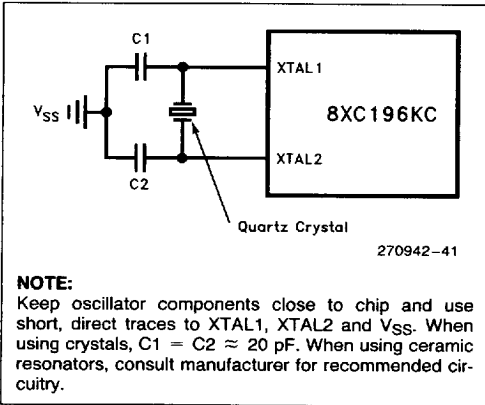 C1
XTAL1
8XC196KC
VSS
XTAL2
C2
Quartz Crystal
270942-41
NOTE:
Keep oscillator components close to chip and use
short, direct traces to XTAL1, XTAL2 and VSS. When
using crystals, C1 = C2 ≈ 20 pF. When using ceramic
resonators, consult manufacturer for recommended cir-
cuitry.